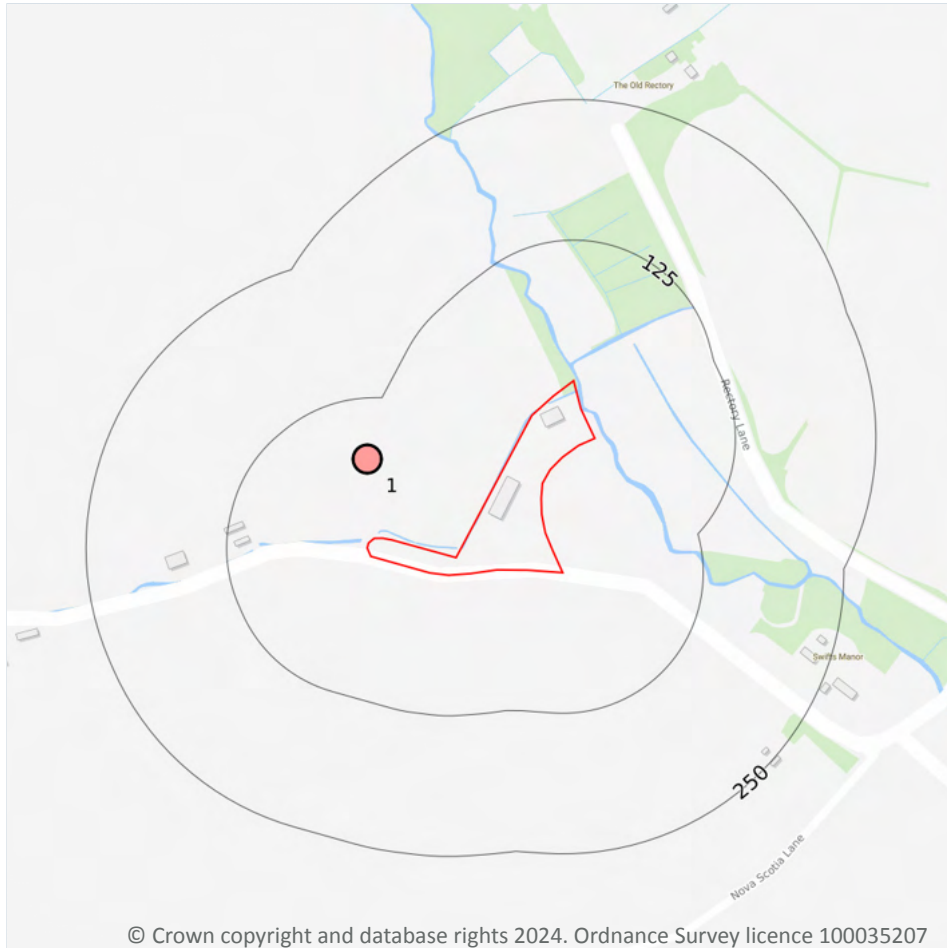 The Old Rectory
125
Rectory Lane
1
Swifts Manor
250
Nova Scotia Lane
© Crown copyright and database rights 2024. Ordnance Survey licence 100035207